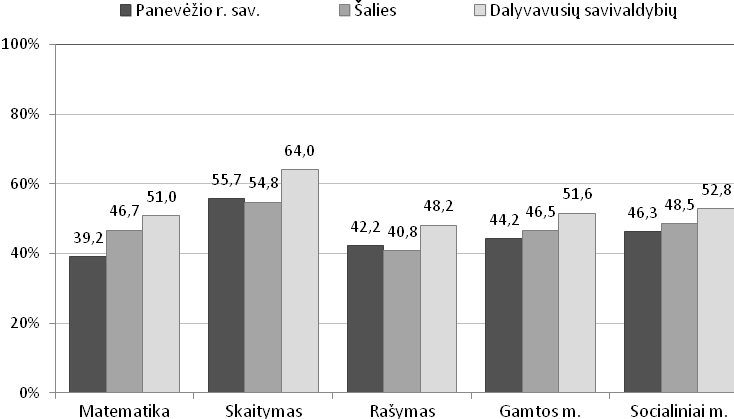 Panevėžio r. sav. Šalies Dalyvavusių savivaldybių
100%
80%
60%
40%
20%
0%
39,2 46,7 51,0
55,7 54,8 64,0
42,2 40,8 48,2
44,2 46,5 51,6
46,3 48,5 52,8
Matematika Skaitymas Rašymas Gamtos m. Socialiniai m.